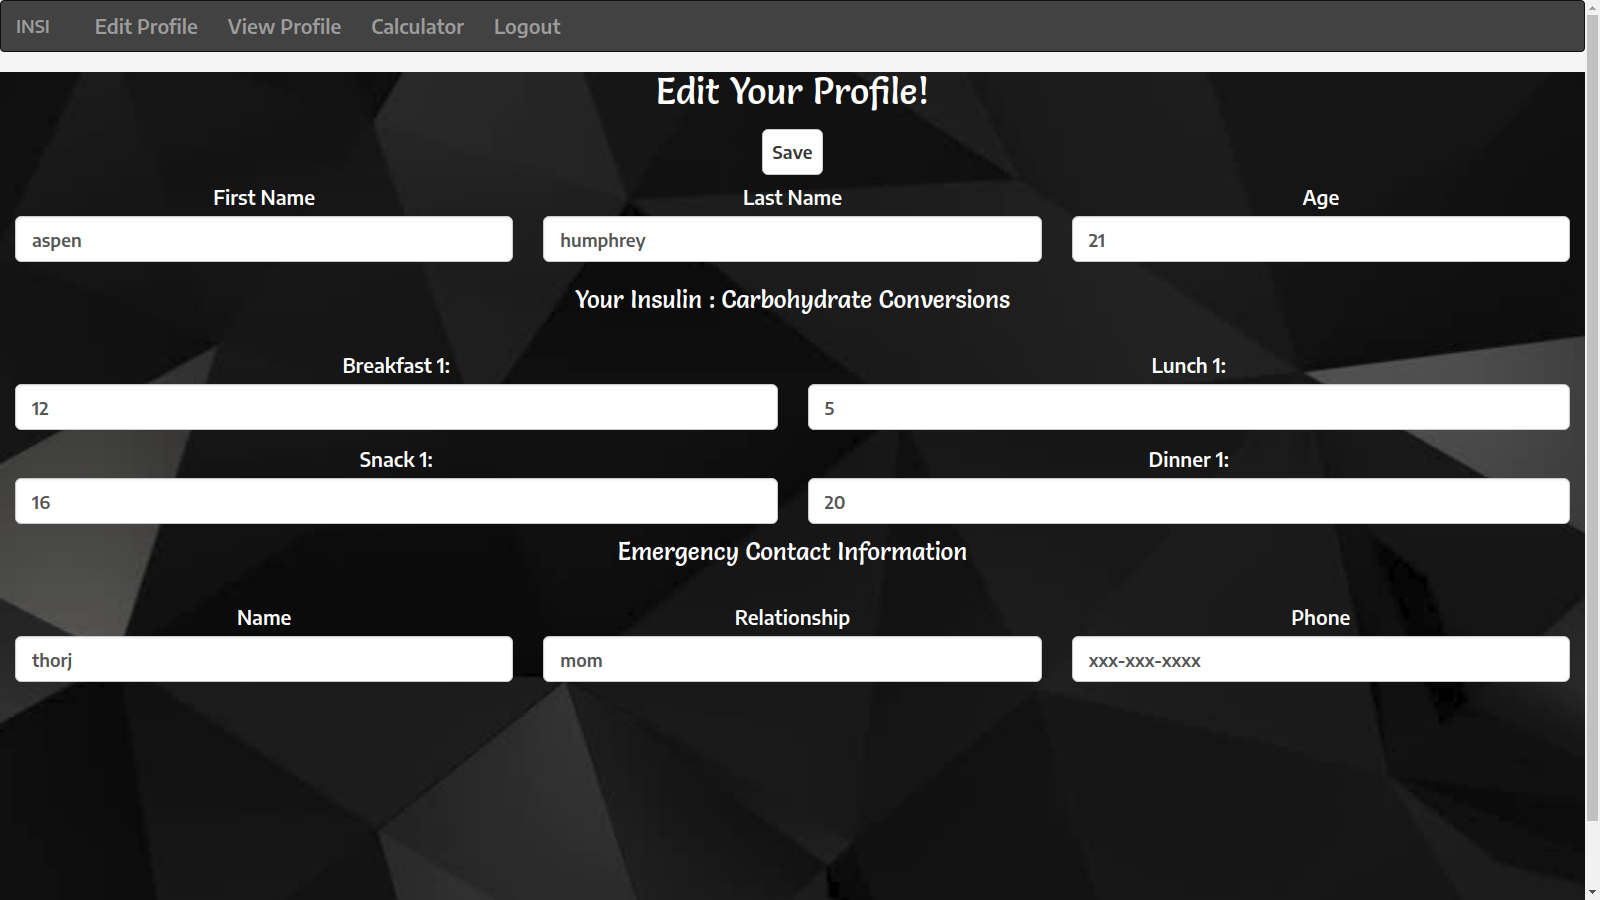 INSI Edit Profile View Profile Calculator Logout
Edit Your Profile!
Save
First Name Last Name Age
aspen humphrey 21
Your Insulin : Carbohydrate Conversions
Breakfast 1: Lunch 1:
12 5
Snack 1: Dinner 1:
16 20
Emergency Contact Information
Name Relationship Phone
thorj mom xxx-xxx-xxxx